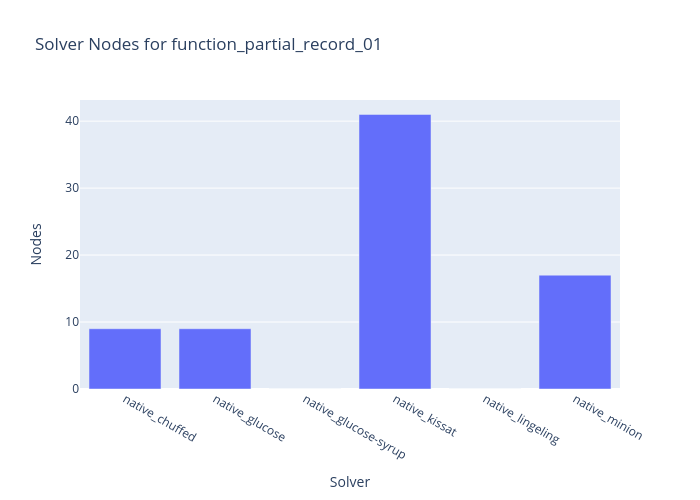 Solver Nodes for function_partial_record_01
Nodes
40
30
20
10
0
native_chuffed
native_glucose
native_glucose-syrup
native_kissat
native_lingeling
native_minion
Solver